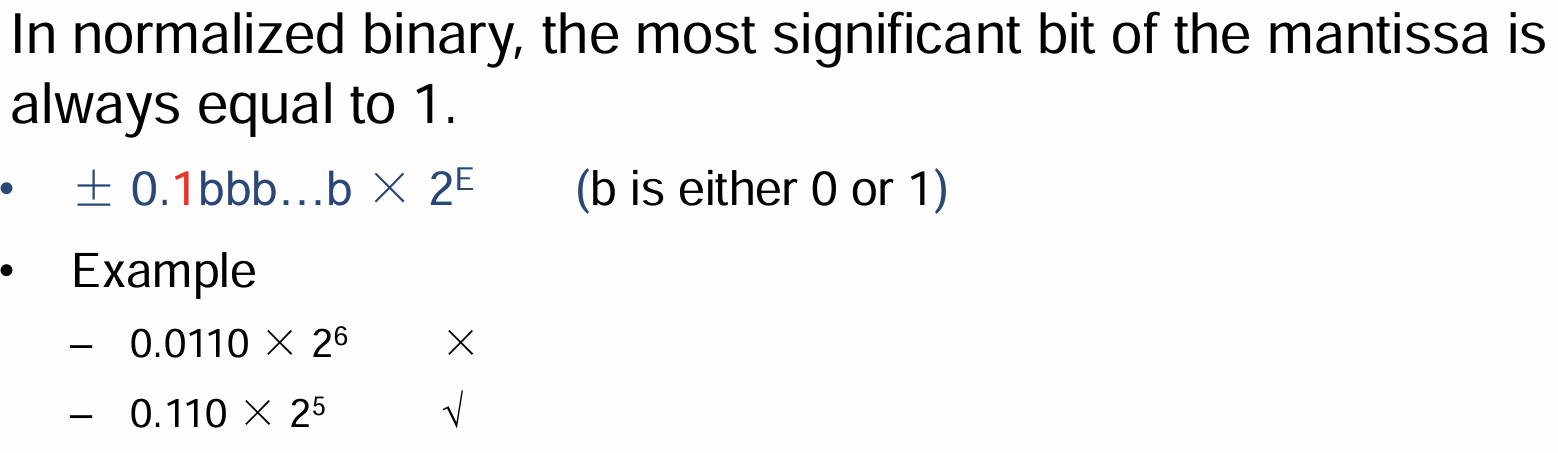 In normalized binary, the most significant bit of the mantissa is
always equal to 1.
• ± 0.1bbb…b × 2ᴱ (b is either 0 or 1)
• Example
– 0.0110 × 2⁶ ×
– 0.110 × 2⁵ √